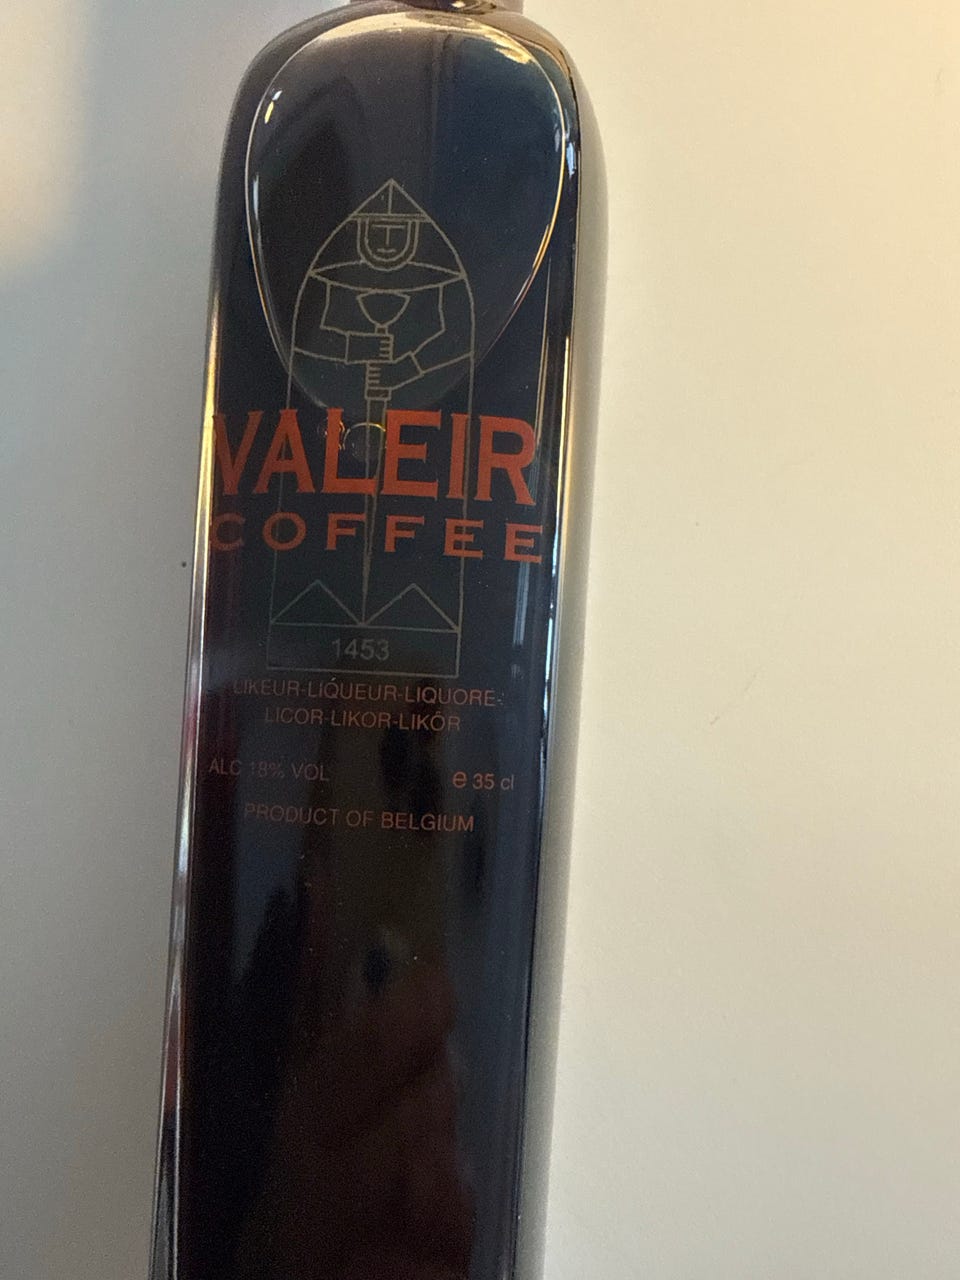 VALEIR
COFFEE
1453
LIKEUR-LIQUEUR-LIQUORE-
LICOR-LIKOR-LIKÖR
ALC 18% VOL
℮ 35 cl
PRODUCT OF BELGIUM